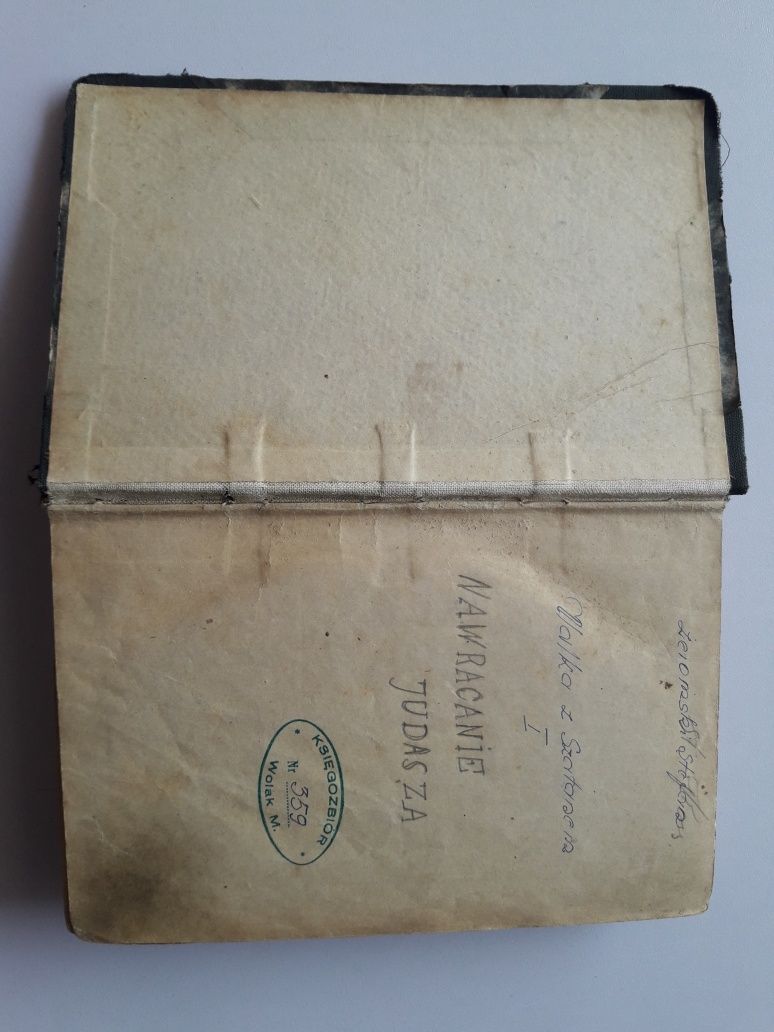 Żeromski Stefan
Walka z Szatanem
I
NAWRACANIE
JUDASZA
KSIĘGOZBIÓR
Nr 359
Wolak M.